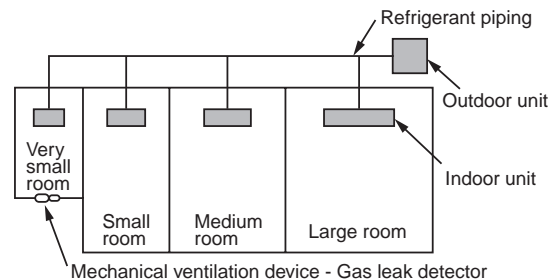 Refrigerant piping
Outdoor unit
Very
small
room
Indoor unit
Small
room
Medium
room
Large room
Mechanical ventilation device - Gas leak detector